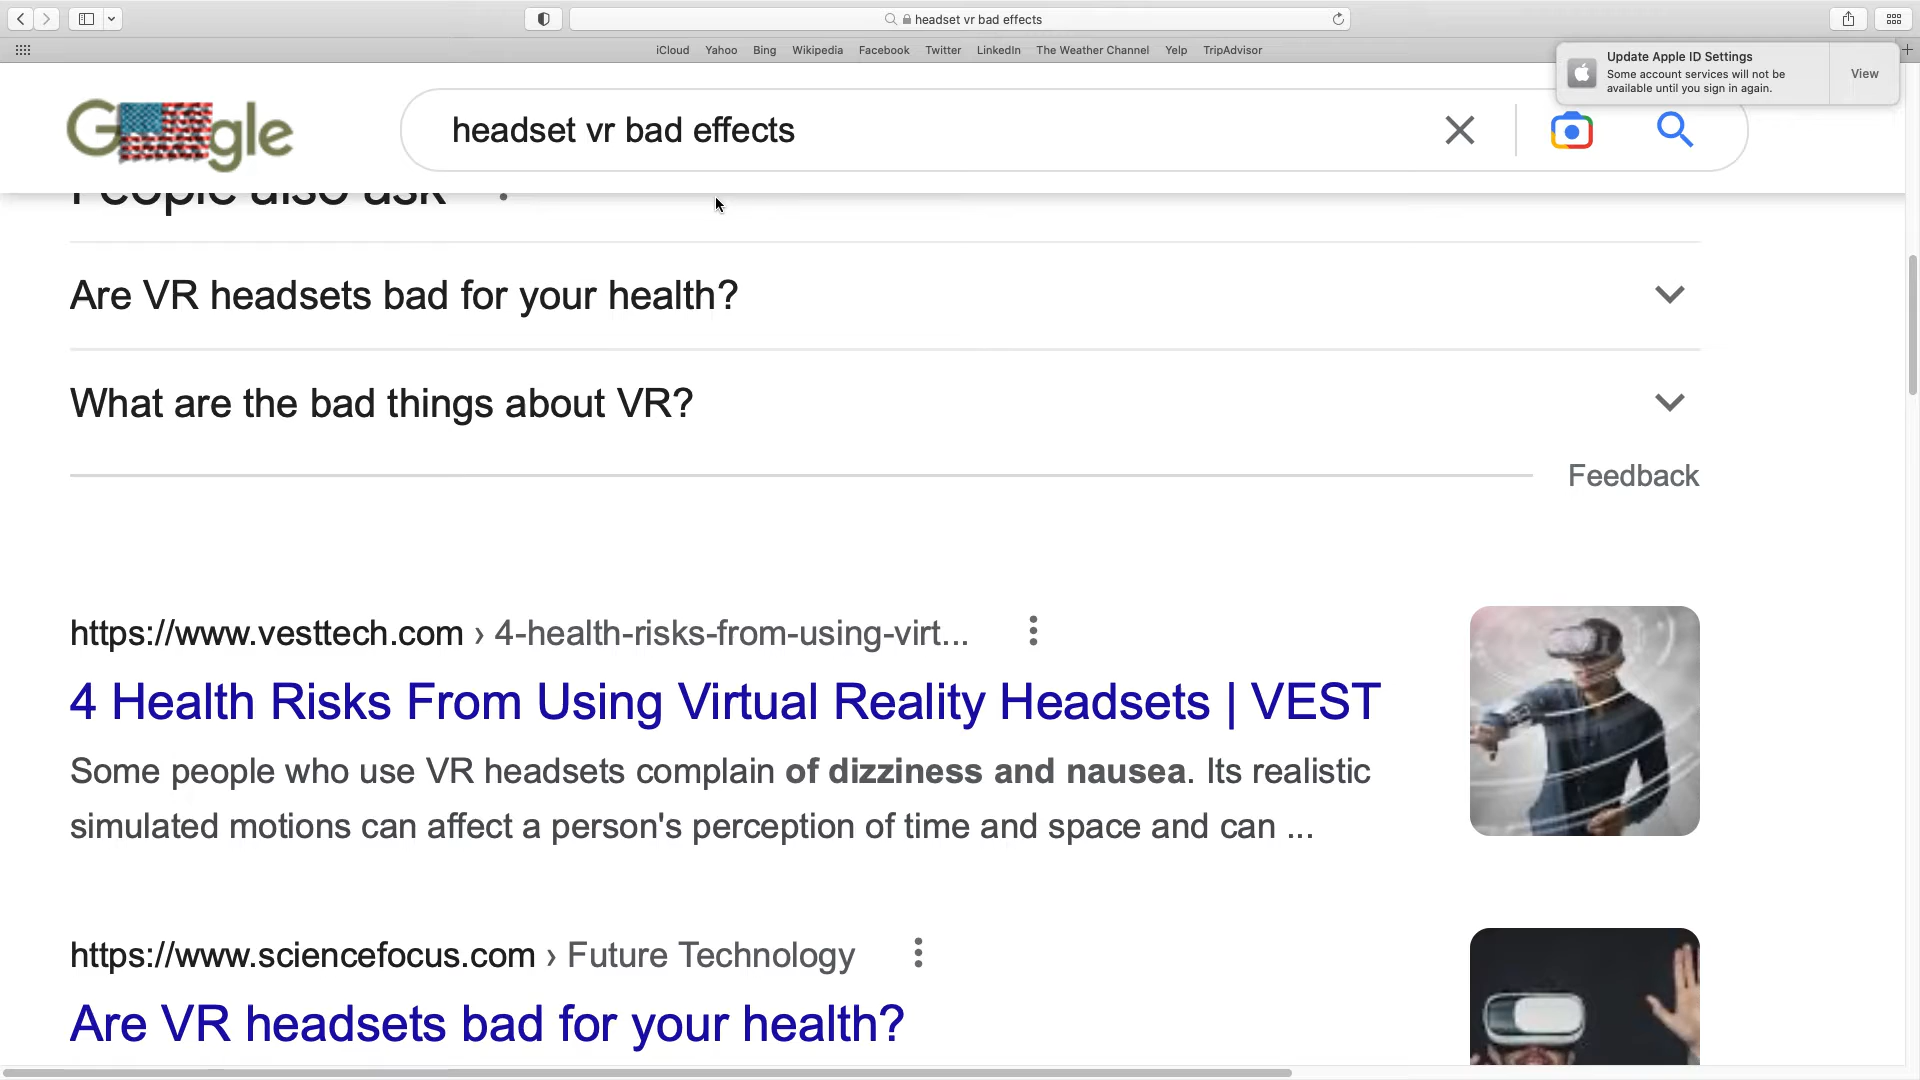 headset vr bad effects
iCloud Yahoo Bing Wikipedia Facebook Twitter LinkedIn The Weather Channel Yelp TripAdvisor
Update Apple ID Settings
Some account services will not be
available until you sign in again.
View
Google
headset vr bad effects
People also ask
Are VR headsets bad for your health?
What are the bad things about VR?
Feedback
https://www.vesttech.com › 4-health-risks-from-using-virt...
4 Health Risks From Using Virtual Reality Headsets | VEST
Some people who use VR headsets complain of dizziness and nausea. Its realistic
simulated motions can affect a person's perception of time and space and can ...
https://www.sciencefocus.com › Future Technology
Are VR headsets bad for your health?